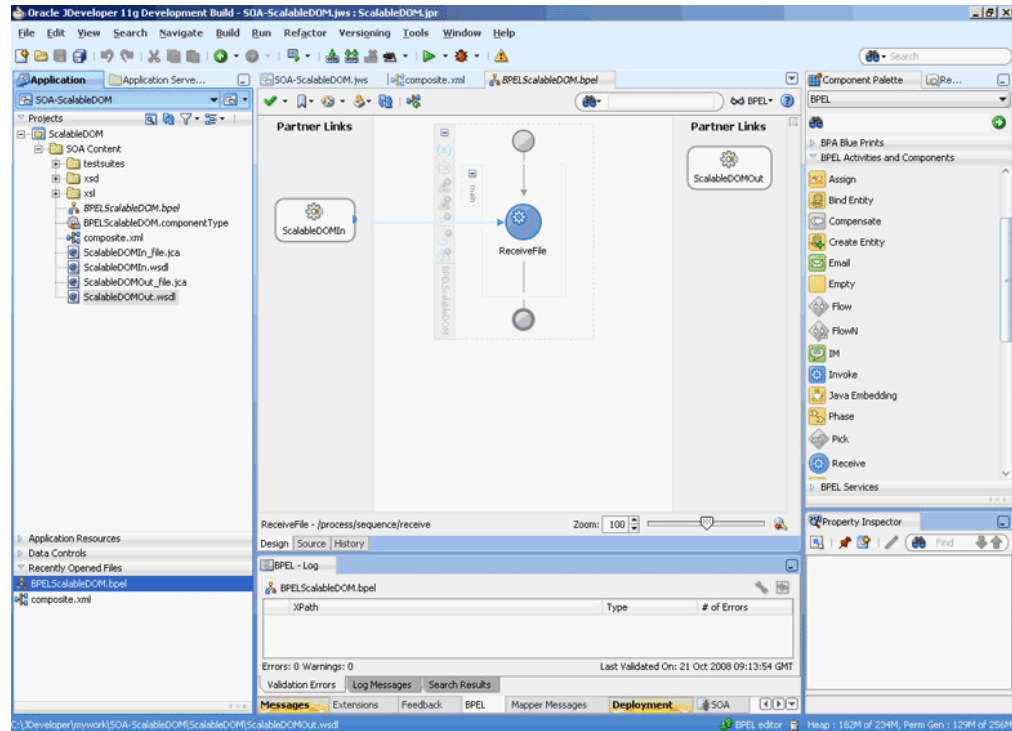 Oracle JDeveloper 11g Development Build - SOA-ScalableDOM.jws : ScalableDOM.jpr
File Edit View Search Navigate Build Run Refactor Versioning Tools Window Help
Search
Application
Application Serve...
SOA-ScalableDOM
Projects
ScalableDOM
SOA Content
testsuites
xsd
xsl
BPELScalableDOM.bpel
BPELScalableDOM.componentType
composite.xml
ScalableDOMIn_file.jca
ScalableDOMIn.wsdl
ScalableDOMOut_file.jca
ScalableDOMOut.wsdl
Application Resources
Data Controls
Recently Opened Files
BPELScalableDOM.bpel
composite.xml
SOA-ScalableDOM.jws
composite.xml
BPELScalableDOM.bpel
BPEL
Partner Links
Partner Links
ScalableDOMIn
main
BPELScalableDOM
ReceiveFile
ScalableDOMOut
ReceiveFile - /process/sequence/receive
Zoom: 100
Design Source History
BPEL - Log
BPELScalableDOM.bpel
XPath Type # of Errors
Errors: 0 Warnings: 0
Last Validated On: 21 Oct 2008 09:13:54 GMT
Validation Errors Log Messages Search Results
Messages Extensions Feedback BPEL Mapper Messages Deployment SOA
Component Palette
Re...
BPEL
BPA Blue Prints
BPEL Activities and Components
Assign
Bind Entity
Compensate
Create Entity
Email
Empty
Flow
FlowN
IM
Invoke
Java Embedding
Phase
Pick
Receive
BPEL Services
Property Inspector
Find
C:\JDeveloper\mywork\SOA-ScalableDOM\ScalableDOM\ScalableDOMOut.wsdl
BPEL editor
Heap : 182M of 234M, Perm Gen : 129M of 256M